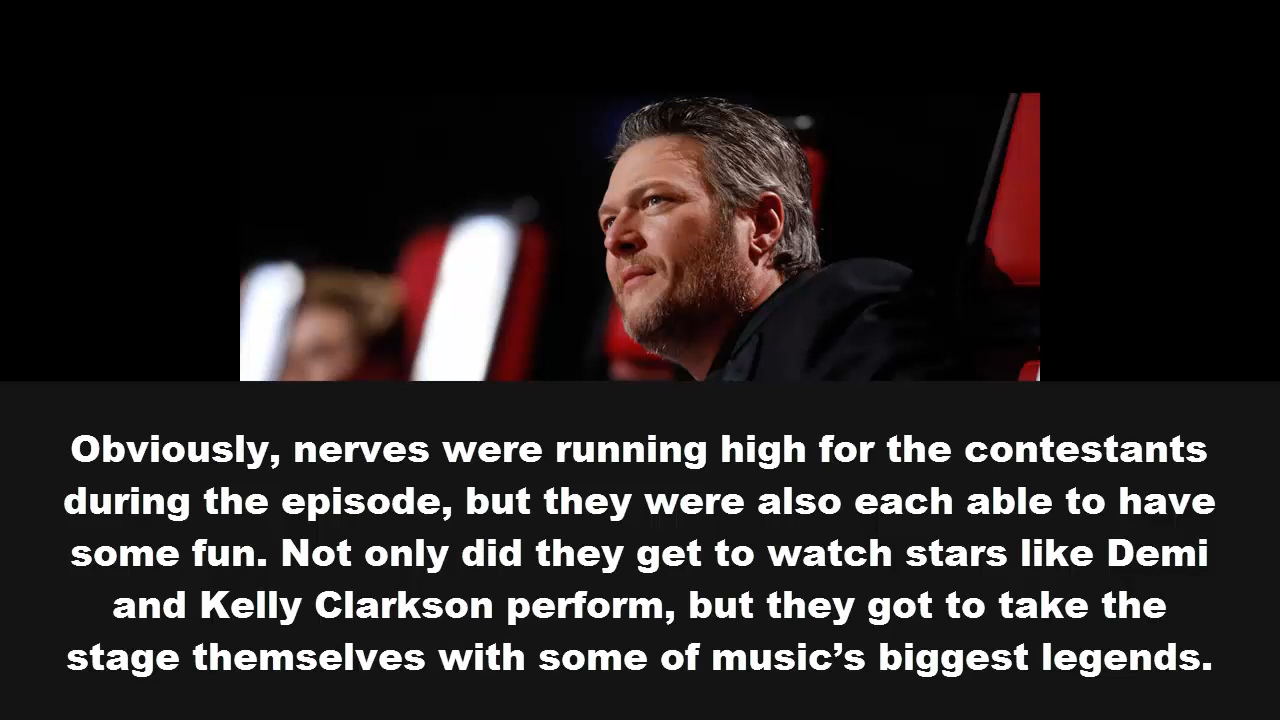 Obviously, nerves were running high for the contestants
during the episode, but they were also each able to have
some fun. Not only did they get to watch stars like Demi
and Kelly Clarkson perform, but they got to take the
stage themselves with some of music’s biggest legends.